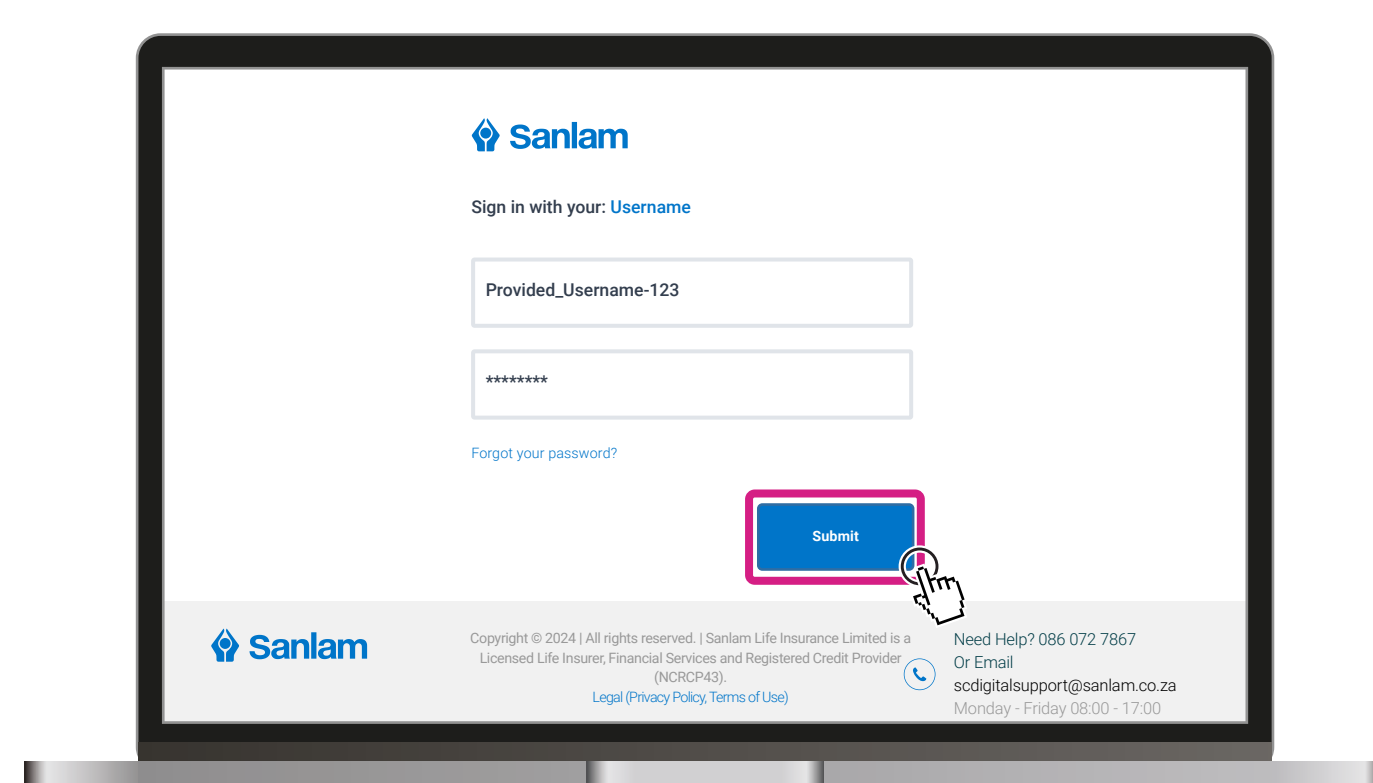 Sanlam
Sign in with your: Username
Provided_Username-123
********
Forgot your password?
Submit
Sanlam
Copyright © 2024 | All rights reserved. | Sanlam Life Insurance Limited is a
Licensed Life Insurer, Financial Services and Registered Credit Provider
(NCRCP43).
Legal (Privacy Policy, Terms of Use)
Need Help? 086 072 7867
Or Email
scdigitalsupport@sanlam.co.za
Monday - Friday 08:00 - 17:00